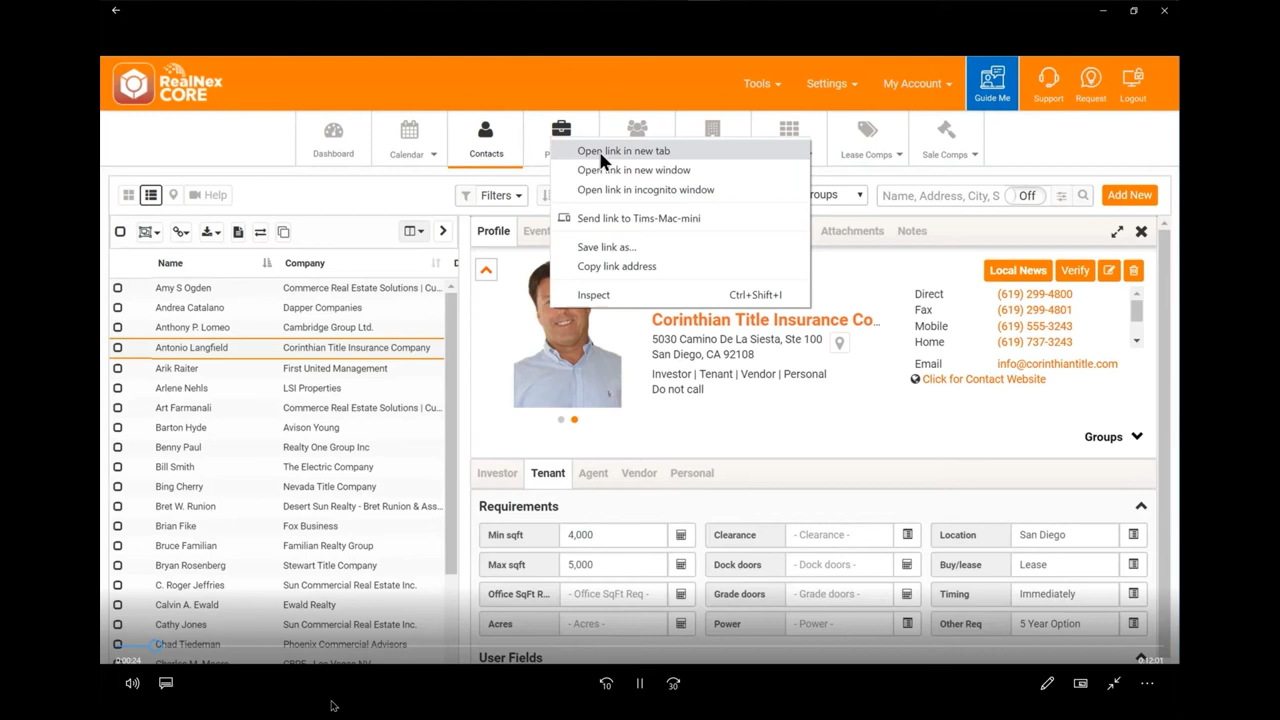 RealNex
CORE
Tools
Settings
My Account
Guide Me
Support
Request
Logout
Dashboard
Calendar
Contacts
P
Lease Comps
Sale Comps
Open link in new tab
Open link in new window
Open link in incognito window
Send link to Tims-Mac-mini
Save link as...
Copy link address
Inspect
Ctrl+Shift+I
Help
Filters
roups
Name, Address, City, S
Off
Add New
Name
Company
D
Amy S Ogden
Commercial Real Estate Solutions | Cu...
Andrea Catalano
Dapper Companies
Anthony P. Lomeo
Cambridge Group Ltd.
Antonio Langfield
Corinthian Title Insurance Company
Arik Raiter
First United Management
Arlene Nehls
LSI Properties
Art Farmanali
Commercial Real Estate Solutions | Cu...
Barton Hyde
Avison Young
Benny Paul
Realty One Group Inc
Bill Smith
The Electric Company
Bing Cherry
Nevada Title Company
Bret W. Runion
Desert Sun Realty - Bret Runion & Ass...
Brian Fike
Fox Business
Bruce Familian
Familian Realty Group
Bryan Rosenberg
Stewart Title Company
C. Roger Jeffries
Sun Commercial Real Estate Inc.
Calvin A. Ewald
Ewald Realty
Cathy Jones
Sun Commercial Real Estate Inc.
Chad Tiedeman
Phoenix Commercial Advisors
Profile
Event
Attachments
Notes
Local News
Verify
Corinthian Title Insurance Co...
5030 Camino De La Siesta, Ste 100
San Diego, CA 92108
Investor | Tenant | Vendor | Personal
Do not call
Direct
(619) 299-4800
Fax
(619) 299-4801
Mobile
(619) 555-3243
Home
(619) 737-3243
Email
info@corinthiantitle.com
Click for Contact Website
Groups
Investor
Tenant
Agent
Vendor
Personal
Requirements
Min sqft
4,000
Clearance
- Clearance -
Location
San Diego
Max sqft
5,000
Dock doors
- Dock doors -
Buy/lease
Lease
Office SqFt R...
- Office SqFt Req -
Grade doors
- Grade doors -
Timing
Immediately
Acres
- Acres -
Power
- Power -
Other Req
5 Year Option
User Fields
0:00:24
0:12:01
10
30